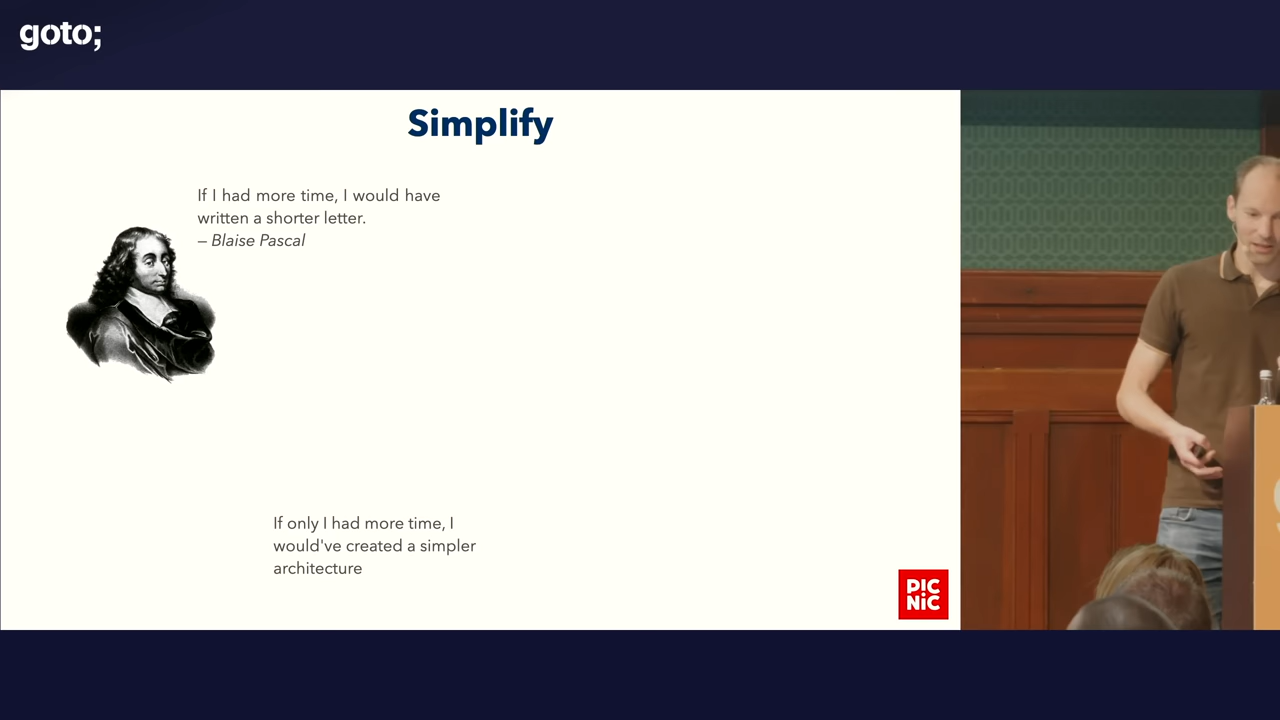 goto;
Simplify
If I had more time, I would have
written a shorter letter.
– Blaise Pascal
If only I had more time, I
would've created a simpler
architecture
PIC
NiC